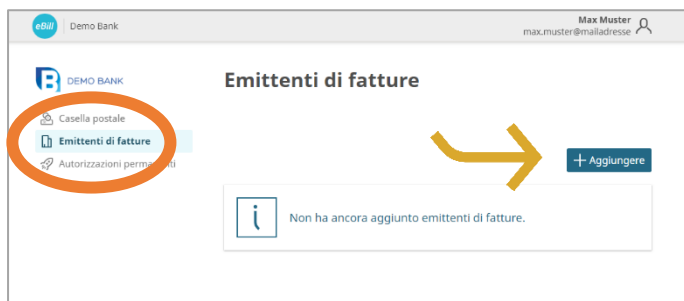 eBill Demo Bank
Max Muster
max.muster@mailadresse
DEMO BANK
Emittenti di fatture
Casella postale
Emittenti di fatture
Autorizzazioni permanenti
+ Aggiungere
Non ha ancora aggiunto emittenti di fatture.